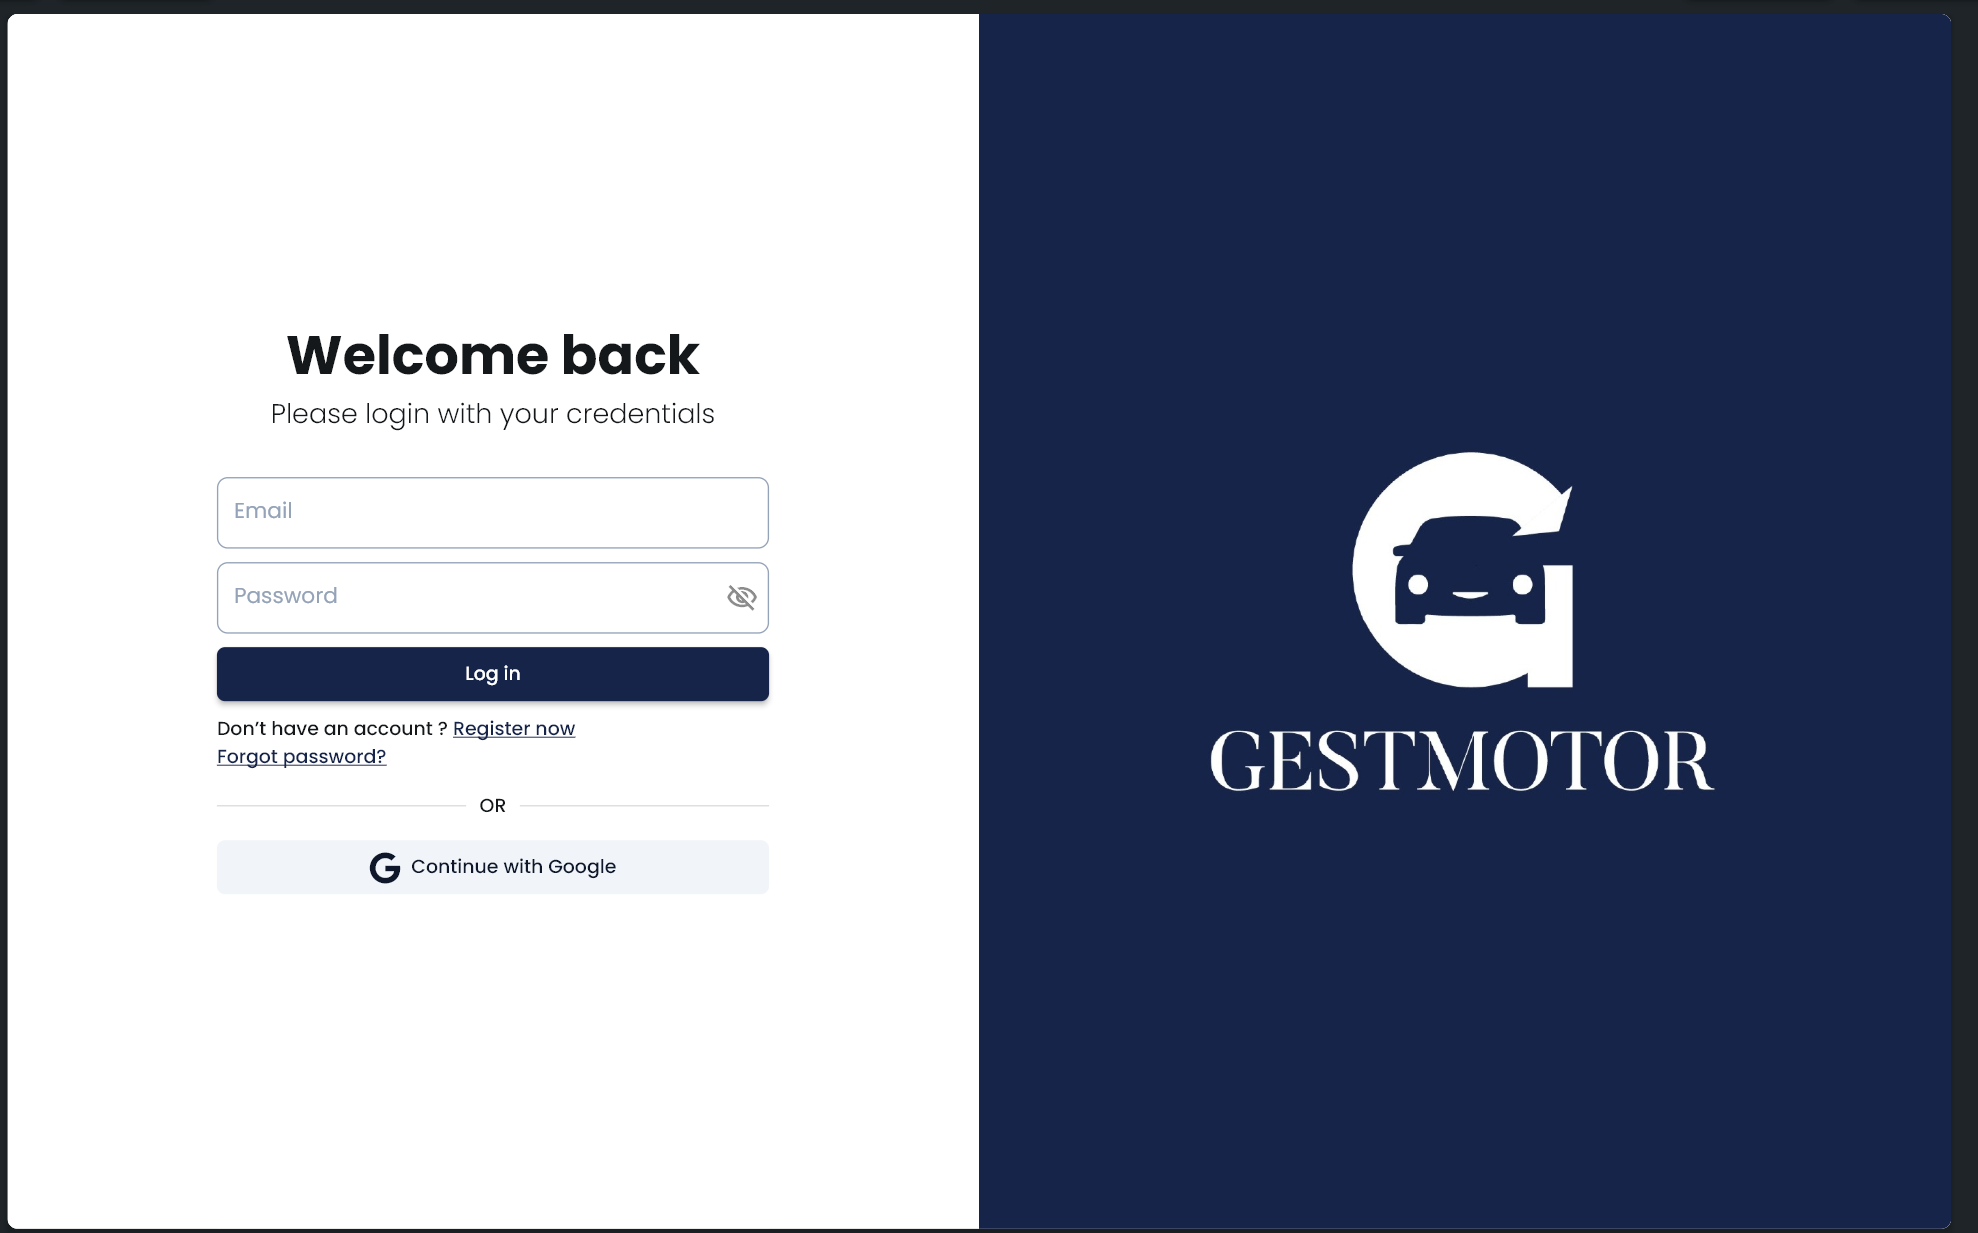 Welcome back
Please login with your credentials
Email
Password
Log in
Don’t have an account ? Register now
Forgot password?
OR
Continue with Google
GESTMOTOR